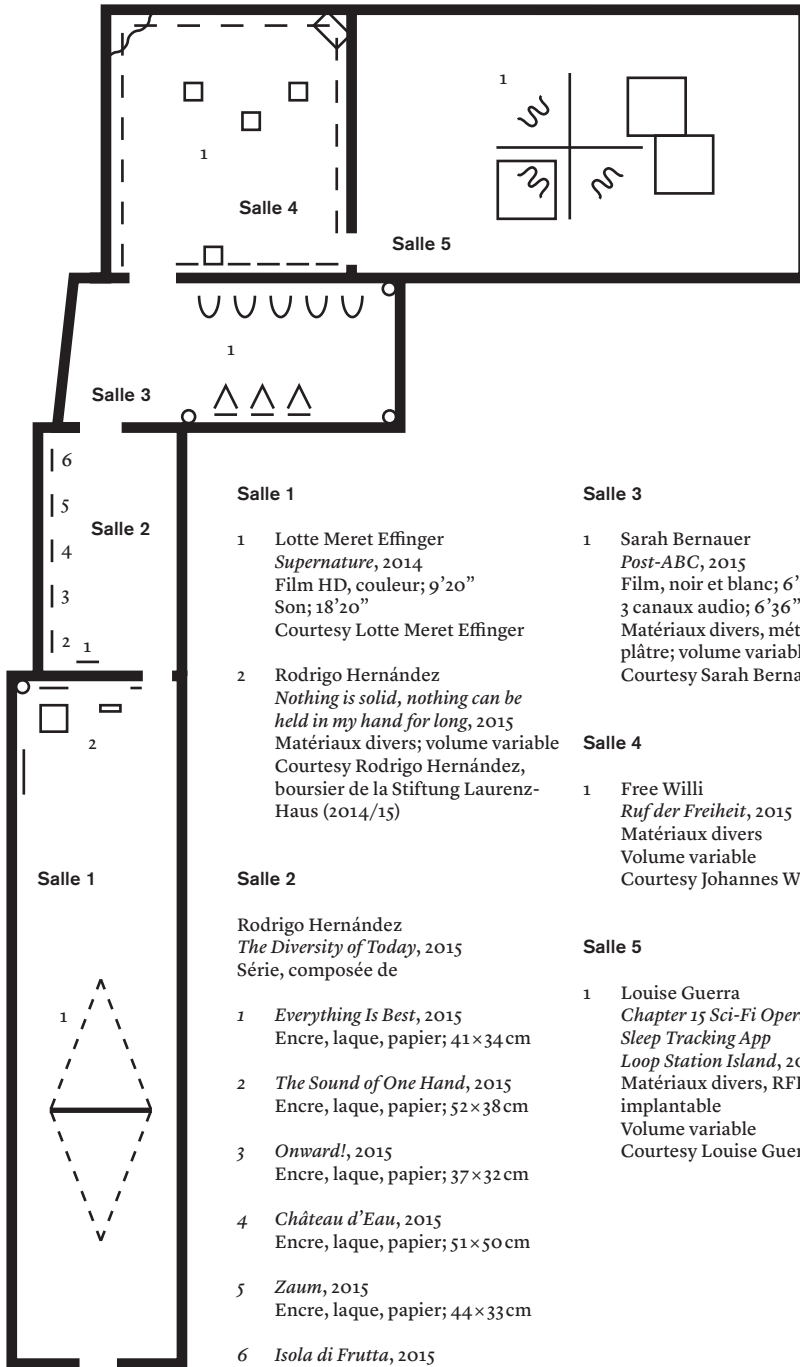 1
Salle 4
1
Salle 5
1
Salle 3
6
5
Salle 2
4
3
2
1
2
Salle 1
1
Salle 1
1 Lotte Meret Effinger
Supernature, 2014
Film HD, couleur; 9’20”
Son; 18’20”
Courtesy Lotte Meret Effinger
2 Rodrigo Hernández
Nothing is solid, nothing can be
held in my hand for long, 2015
Matériaux divers; volume variable
Courtesy Rodrigo Hernández,
boursier de la Stiftung Laurenz-
Haus (2014/15)
Salle 2
Rodrigo Hernández
The Diversity of Today, 2015
Série, composée de
1 Everything Is Best, 2015
Encre, laque, papier; 41×34 cm
2 The Sound of One Hand, 2015
Encre, laque, papier; 52×38 cm
3 Onward!, 2015
Encre, laque, papier; 37×32 cm
4 Château d’Eau, 2015
Encre, laque, papier; 51×50 cm
5 Zaum, 2015
Encre, laque, papier; 44×33 cm
6 Isola di Frutta, 2015
Salle 3
1 Sarah Bernauer
Post-ABC, 2015
Film, noir et blanc; 6’
3 canaux audio; 6’36”
Matériaux divers, mét
plâtre; volume variabl
Courtesy Sarah Berna
Salle 4
1 Free Willi
Ruf der Freiheit, 2015
Matériaux divers
Volume variable
Courtesy Johannes W
Salle 5
1 Louise Guerra
Chapter 15 Sci-Fi Oper
Sleep Tracking App
Loop Station Island, 20
Matériaux divers, RFI
implantable
Volume variable
Courtesy Louise Guer